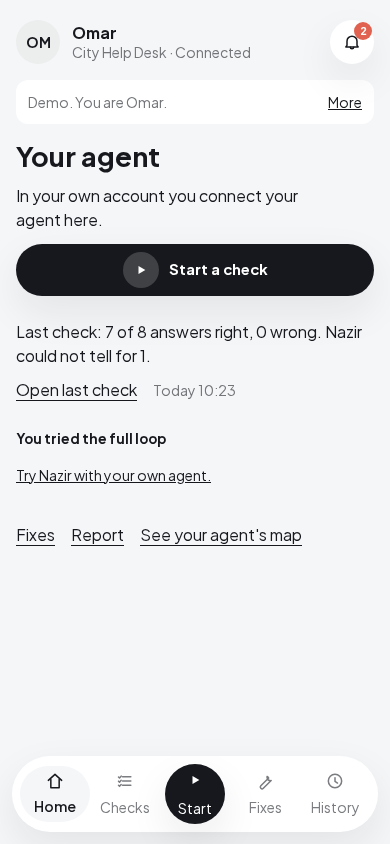 OM
Omar
City Help Desk · Connected
2
Demo. You are Omar.
More
Your agent
In your own account you connect your
agent here.
Start a check
Last check: 7 of 8 answers right, 0 wrong. Nazir
could not tell for 1.
Open last check
Today 10:23
You tried the full loop
Try Nazir with your own agent.
Fixes
Report
See your agent's map
Home
Checks
Start
Fixes
History